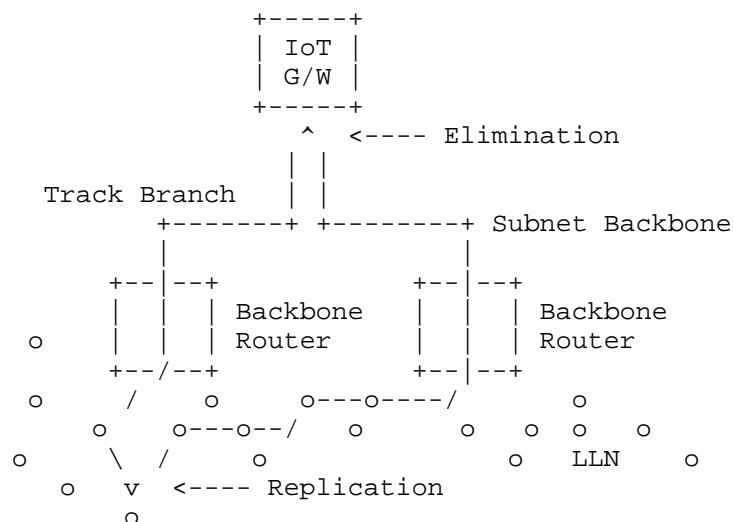 IoT
G/W
<---- Elimination
Track Branch
Subnet Backbone
Backbone Backbone
Router Router
LLN
<---- Replication